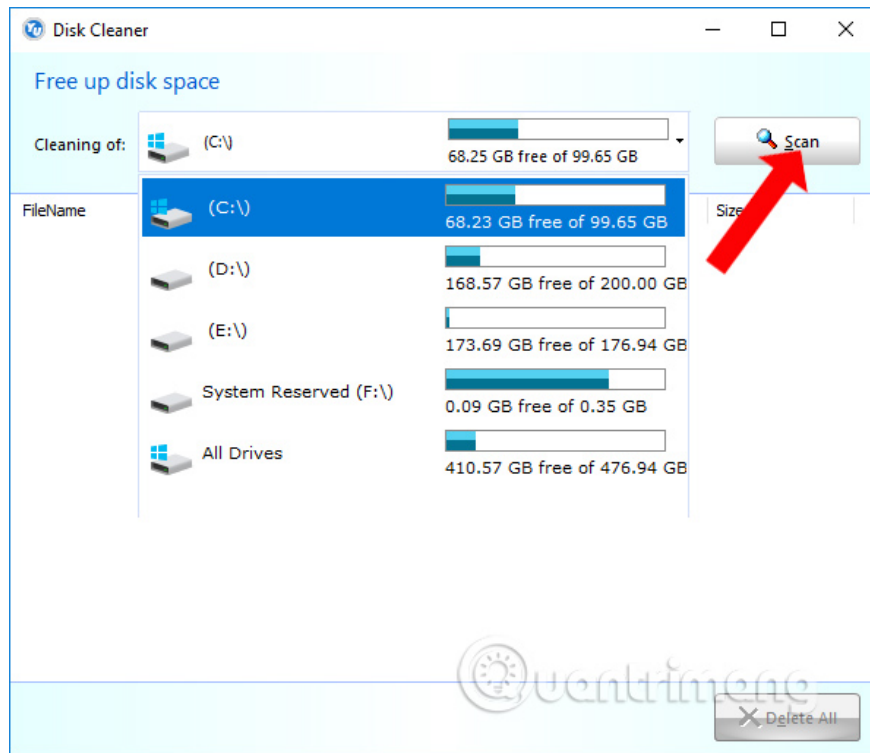 Disk Cleaner
Free up disk space
Cleaning of:
(C:\)
68.25 GB free of 99.65 GB
Scan
FileName
Size
(C:\)
68.23 GB free of 99.65 GB
(D:\)
168.57 GB free of 200.00 GB
(E:\)
173.69 GB free of 176.94 GB
System Reserved (F:\)
0.09 GB free of 0.35 GB
All Drives
410.57 GB free of 476.94 GB
Quantrimang
Delete All